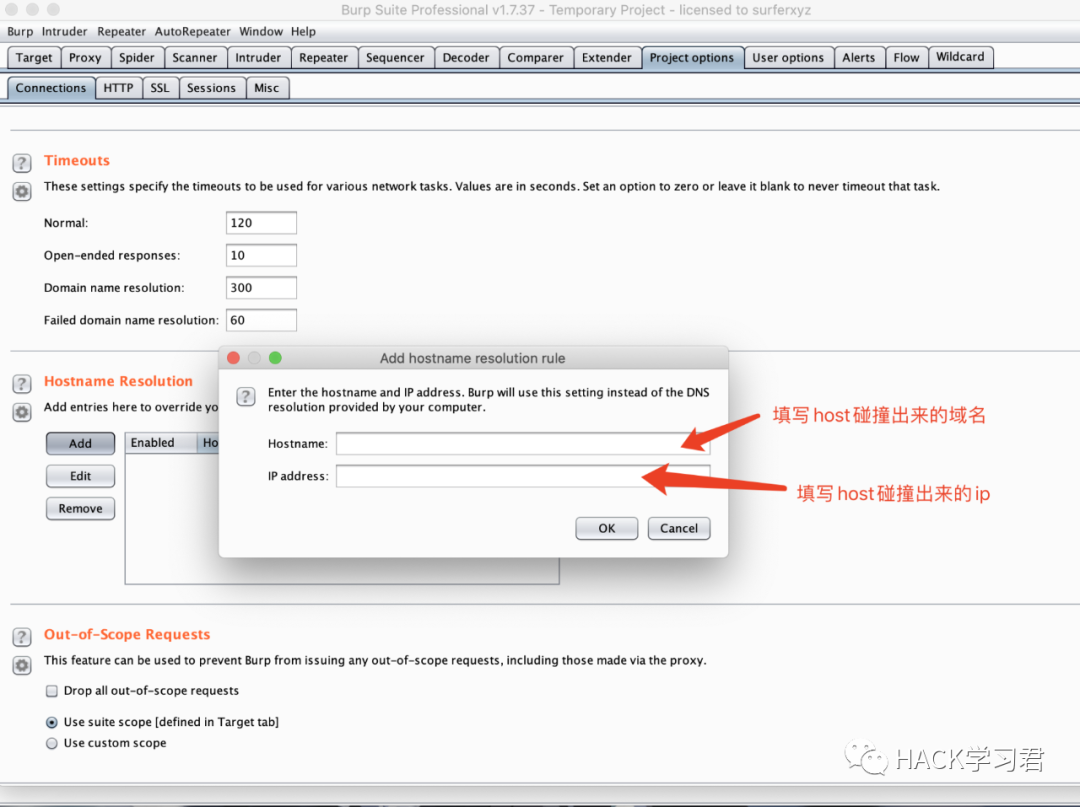 Burp Suite Professional v1.7.37 - Temporary Project - licensed to surferxyz
Burp Intruder Repeater AutoRepeater Window Help
Target Proxy Spider Scanner Intruder Repeater Sequencer Decoder Comparer Extender Project options User options Alerts Flow Wildcard
Connections HTTP SSL Sessions Misc
? Timeouts
These settings specify the timeouts to be used for various network tasks. Values are in seconds. Set an option to zero or leave it blank to never timeout that task.
Normal: 120
Open-ended responses: 10
Domain name resolution: 300
Failed domain name resolution: 60
Add hostname resolution rule
? Hostname Resolution
Add entries here to override yo
? Enter the hostname and IP address. Burp will use this setting instead of the DNS
resolution provided by your computer.
Add Enabled Ho
Hostname:
填写host碰撞出来的域名
Edit
IP address:
填写host碰撞出来的ip
Remove
OK Cancel
? Out-of-Scope Requests
This feature can be used to prevent Burp from issuing any out-of-scope requests, including those made via the proxy.
Drop all out-of-scope requests
Use suite scope [defined in Target tab]
Use custom scope
HACK学习君